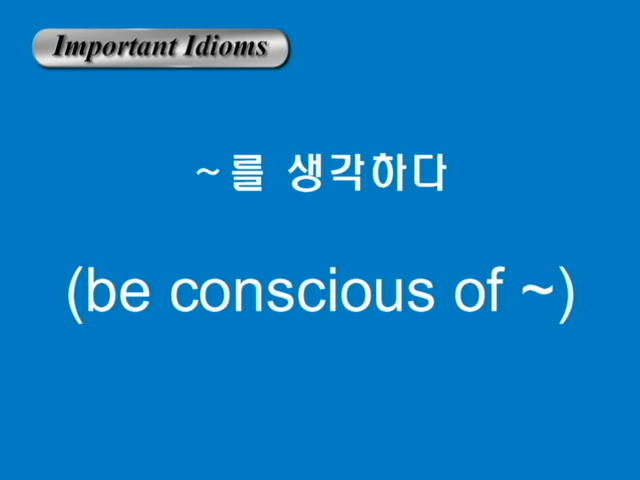 Important Idioms
~를 생각하다
(be conscious of ~)